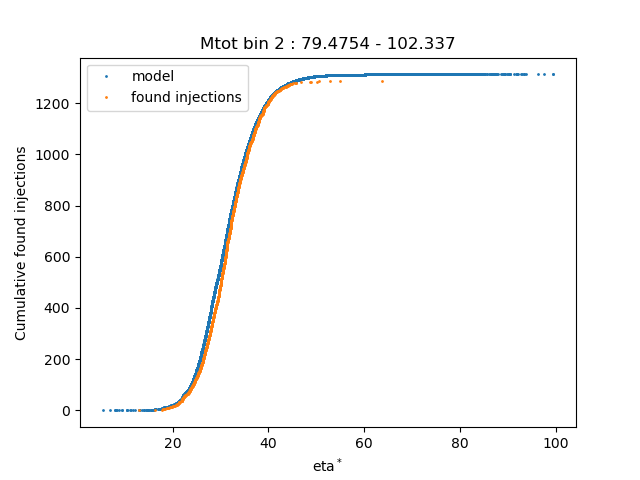 Mtot bin 2 : 79.4754 - 102.337
model
found injections
Cumulative found injections
1200
1000
800
600
400
200
0
20 40 60 80 100
eta*